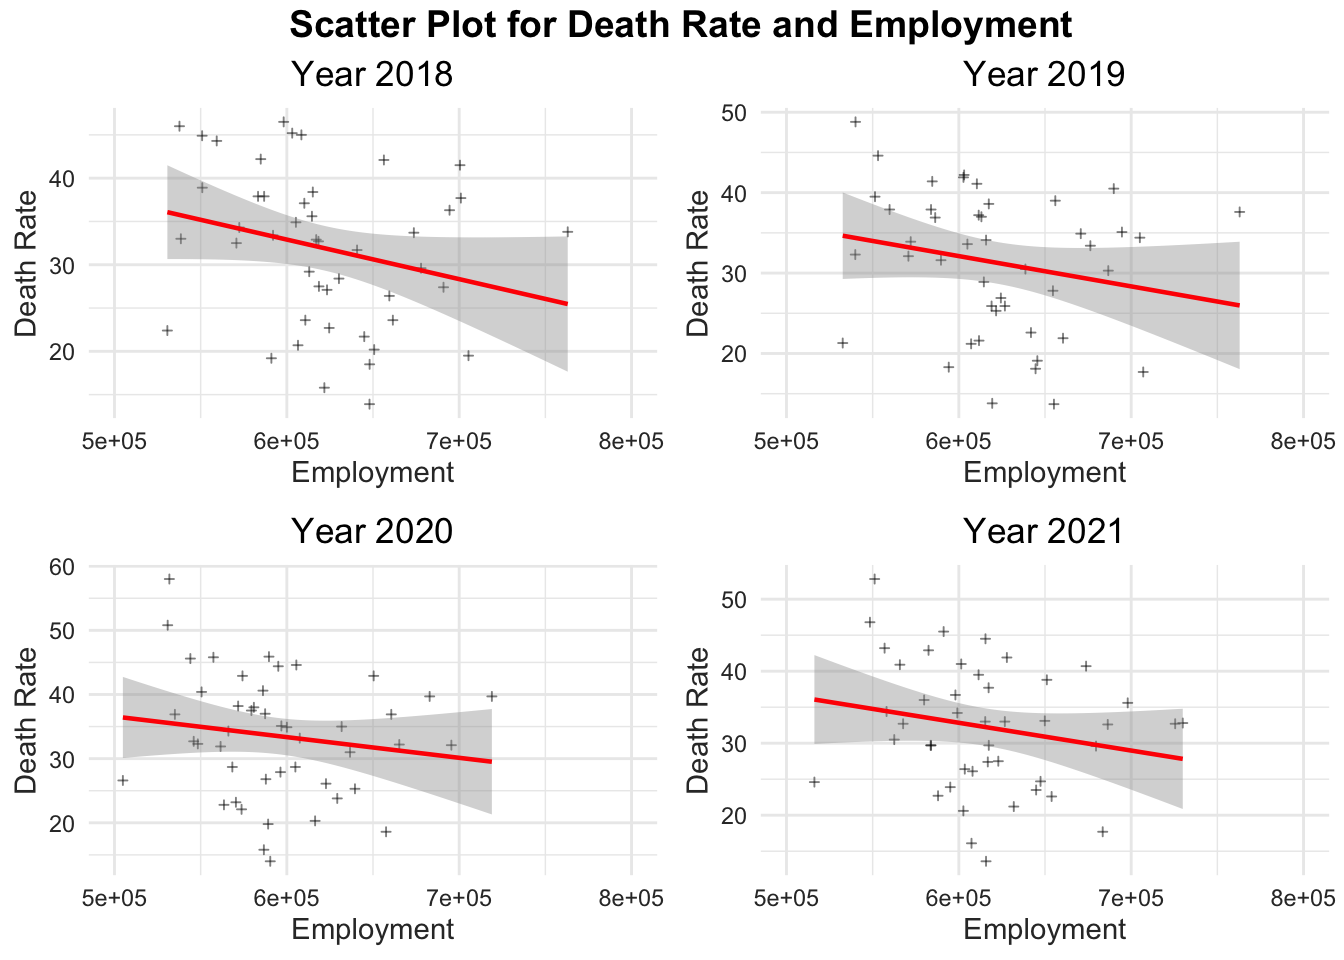 Scatter Plot for Death Rate and Employment
Year 2018
Death Rate
40
30
20
5e+05 6e+05 7e+05 8e+05
Employment
Year 2019
Death Rate
50
40
30
20
5e+05 6e+05 7e+05 8e+05
Employment
Year 2020
Death Rate
60
50
40
30
20
5e+05 6e+05 7e+05 8e+05
Employment
Year 2021
Death Rate
50
40
30
20
5e+05 6e+05 7e+05 8e+05
Employment